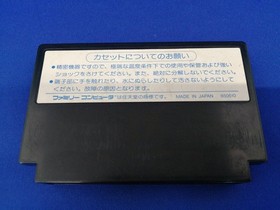 カセットについてのお願い
●精密機器ですので、極端な温度条件下での使用や保管および強い
ショックをさけてください。また、絶対に分解しないでください。
●端子部に手を触れたり、水にぬらしたりして汚さないようにして
ください。故障の原因となります。
ファミリーコンピュータ は任天堂の商標です。 MADE IN JAPAN